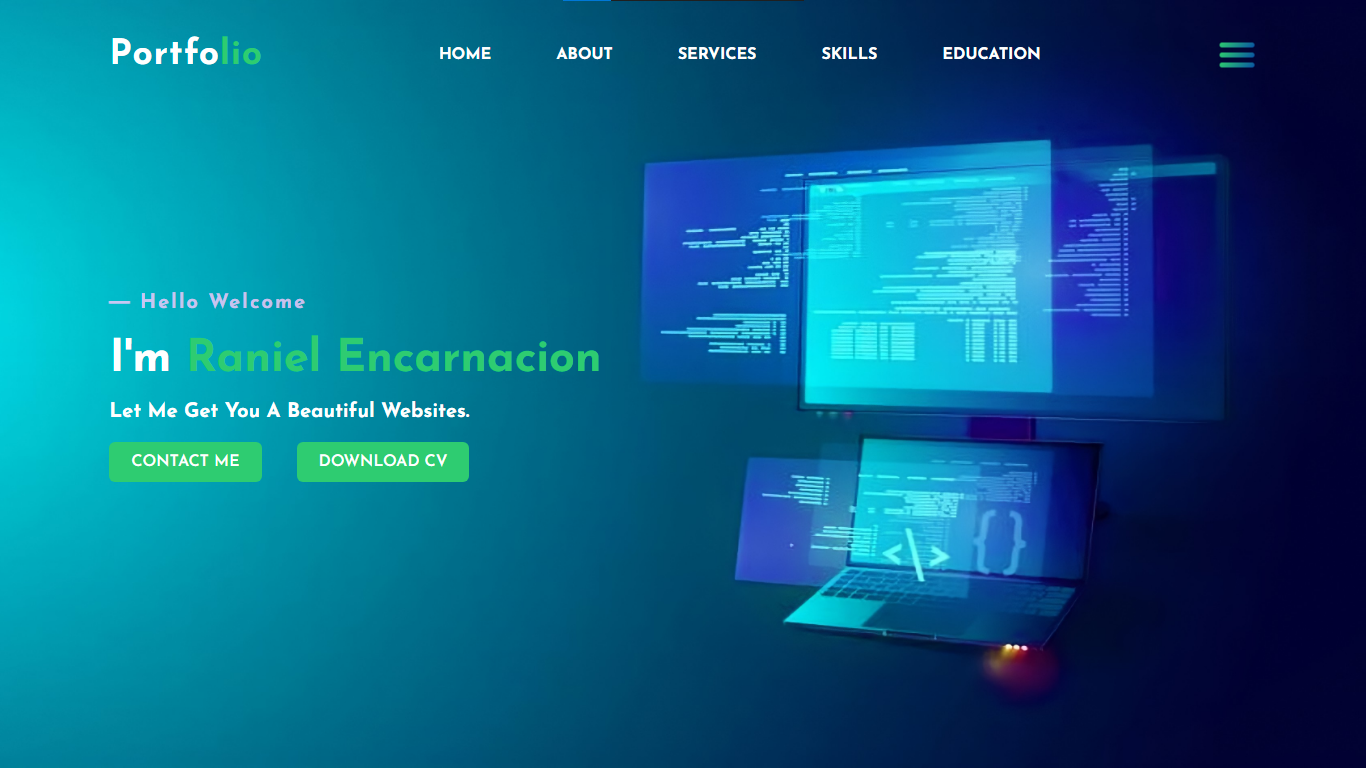 Portfolio
HOME ABOUT SERVICES SKILLS EDUCATION
— Hello Welcome
I'm Raniel Encarnacion
Let Me Get You A Beautiful Websites.
CONTACT ME DOWNLOAD CV
</> {}